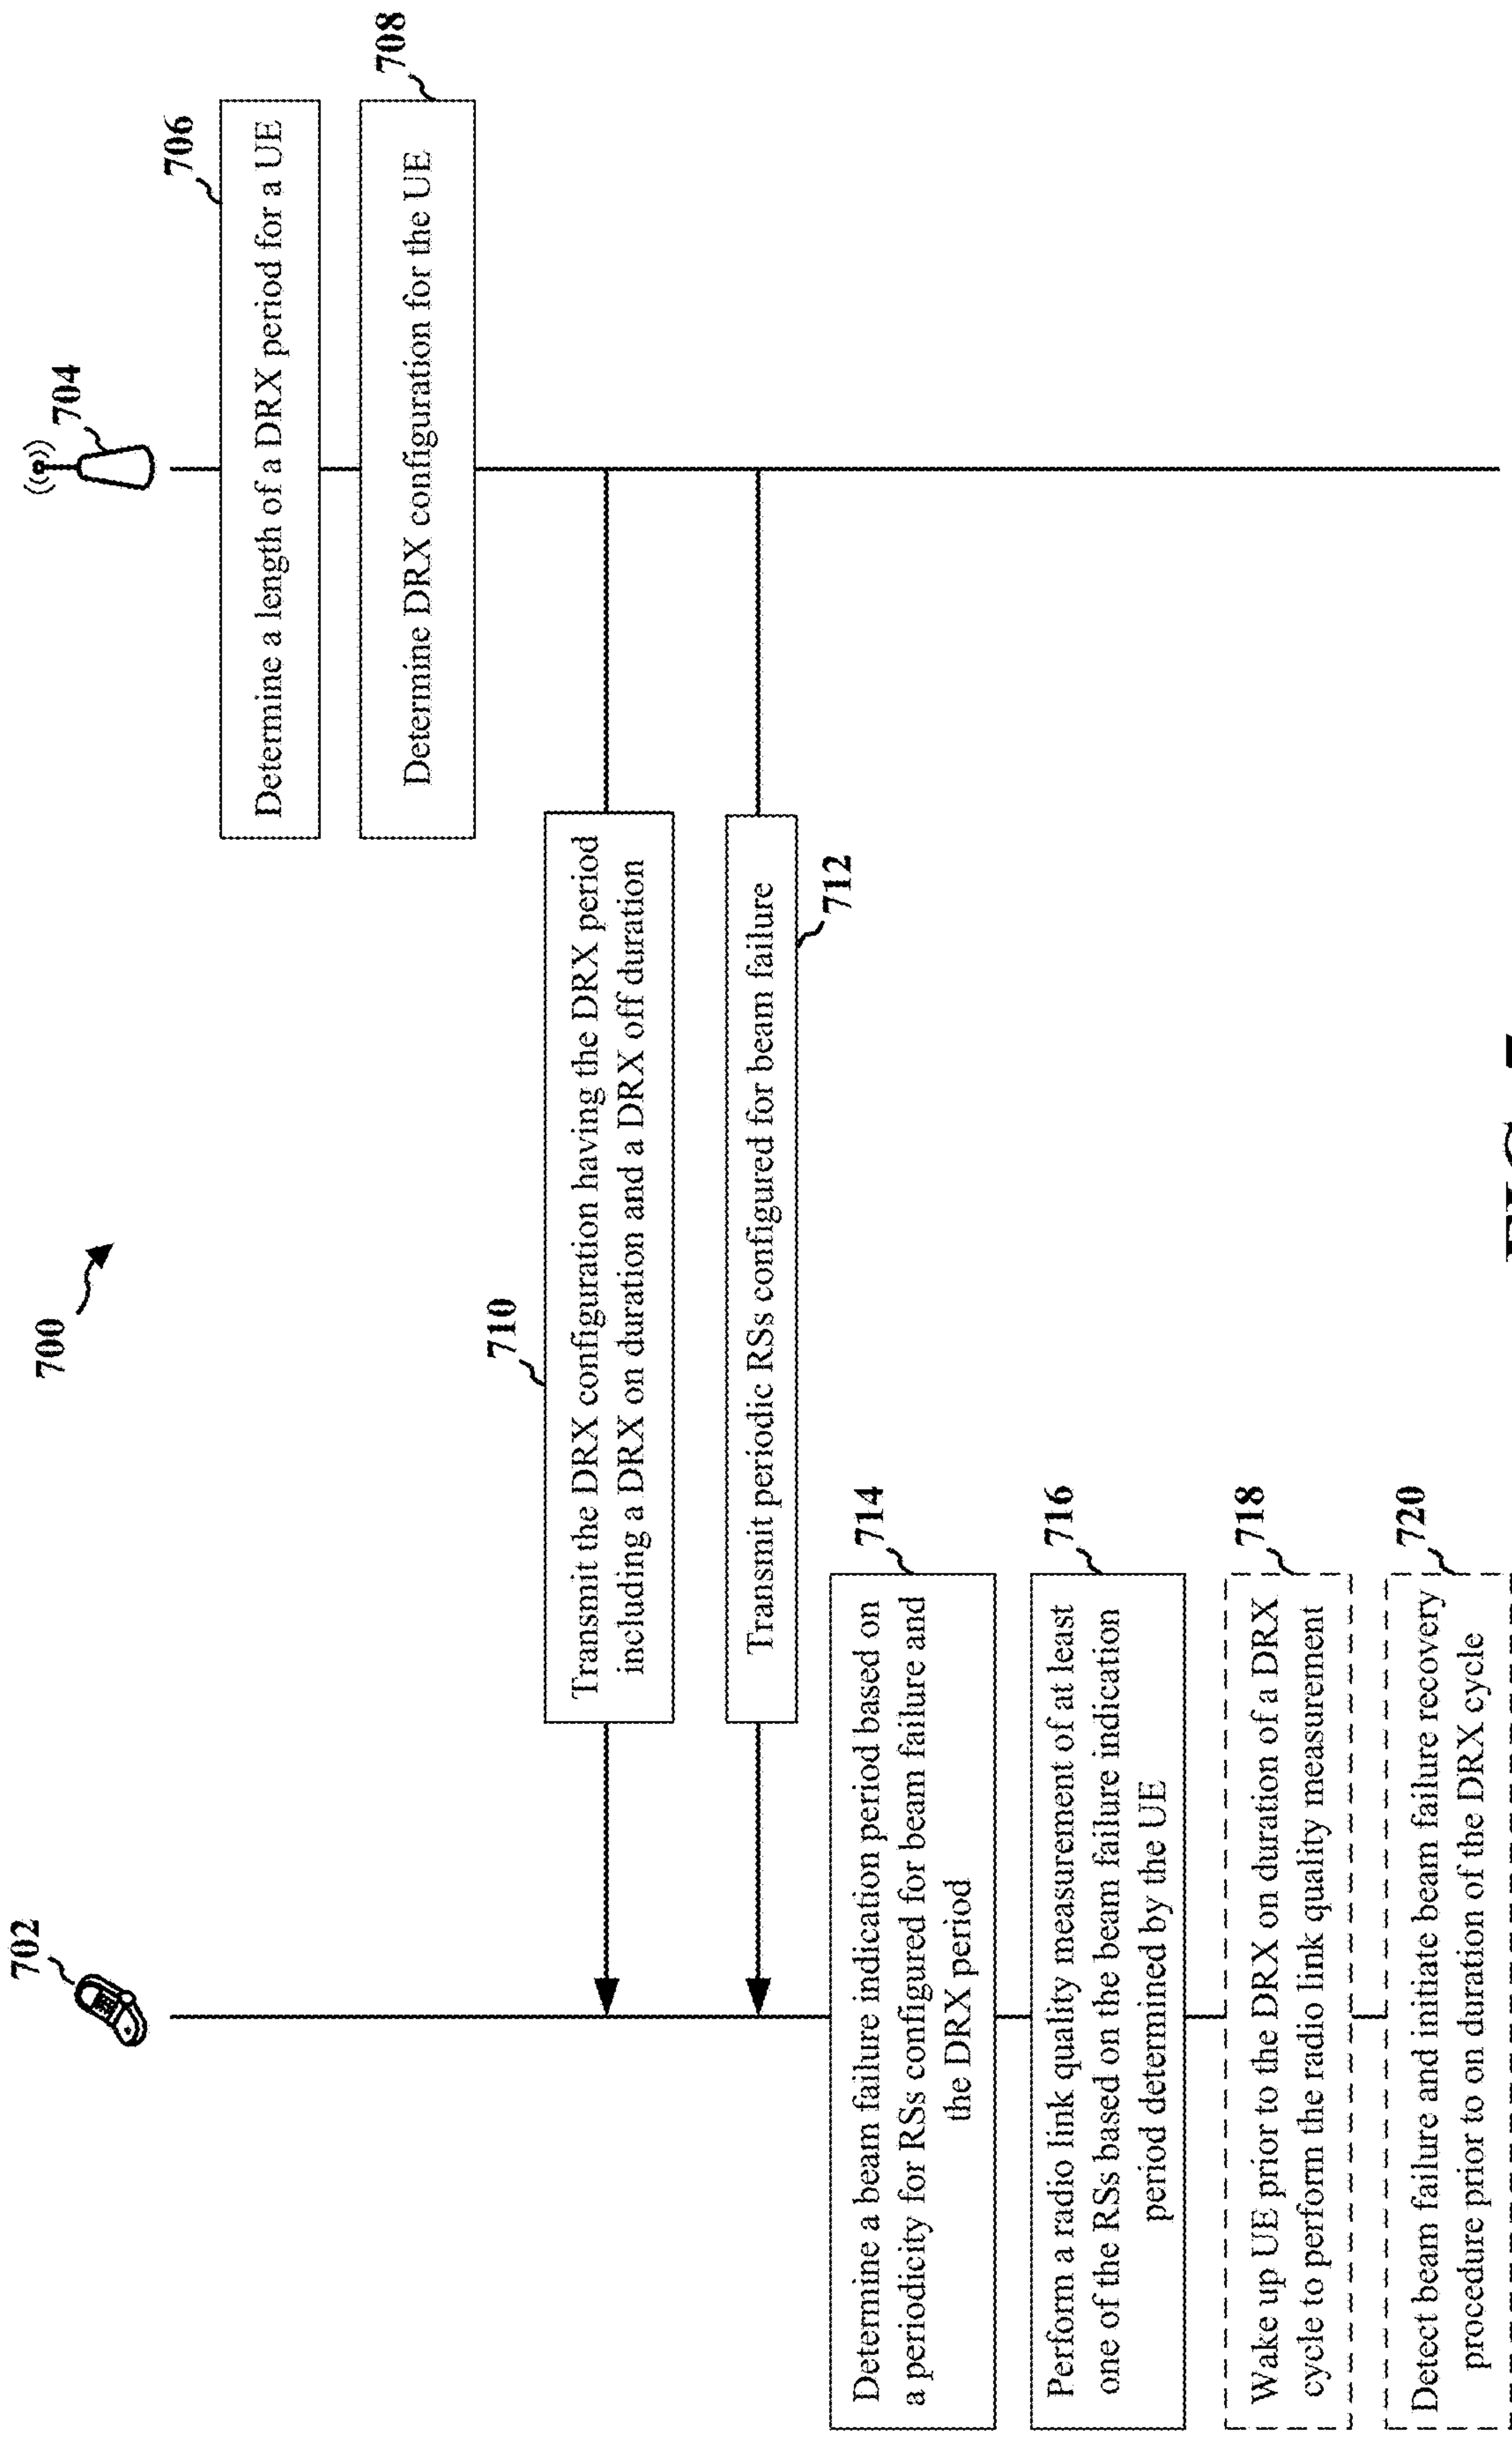 700
702
704
706
Determine a length of a DRX period for a UE
708
Determine DRX configuration for the UE
710
Transmit the DRX configuration having the DRX period
including a DRX on duration and a DRX off duration
Transmit periodic RSs configured for beam failure
712
714
Determine a beam failure indication period based on
a periodicity for RSs configured for beam failure and
the DRX period
716
Perform a radio link quality measurement of at least
one of the RSs based on the beam failure indication
period determined by the UE
718
Wake up UE prior to the DRX on duration of a DRX
cycle to perform the radio link quality measurement
720
Detect beam failure and initiate beam failure recovery
procedure prior to on duration of the DRX cycle